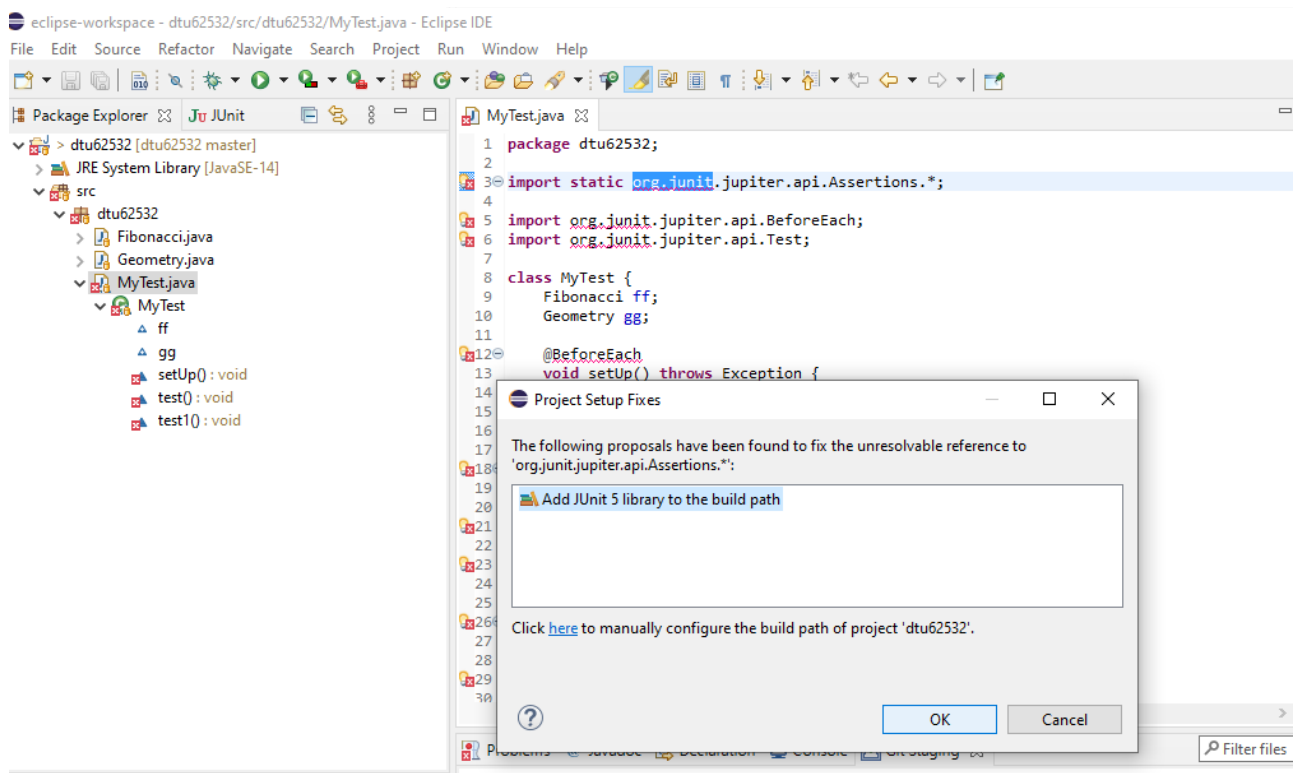 eclipse-workspace - dtu62532/src/dtu62532/MyTest.java - Eclipse IDE
File Edit Source Refactor Navigate Search Project Run Window Help
Package Explorer JUnit
> dtu62532 [dtu62532 master]
JRE System Library [JavaSE-14]
src
dtu62532
Fibonacci.java
Geometry.java
MyTest.java
MyTest
ff
gg
setUp() : void
test() : void
test1() : void
MyTest.java
1 package dtu62532;
2
3 import static org.junit.jupiter.api.Assertions.*;
4
5 import org.junit.jupiter.api.BeforeEach;
6 import org.junit.jupiter.api.Test;
7
8 class MyTest {
9 Fibonacci ff;
10 Geometry gg;
11
12 @BeforeEach
13 void setUp() throws Exception {
14
15
16
17
18
19
20
21
22
23
24
25
26
27
28
29
30
Project Setup Fixes
The following proposals have been found to fix the unresolvable reference to
'org.junit.jupiter.api.Assertions.*':
Add JUnit 5 library to the build path
Click here to manually configure the build path of project 'dtu62532'.
OK Cancel
Problems Javadoc Declaration Console Git Staging
Filter files